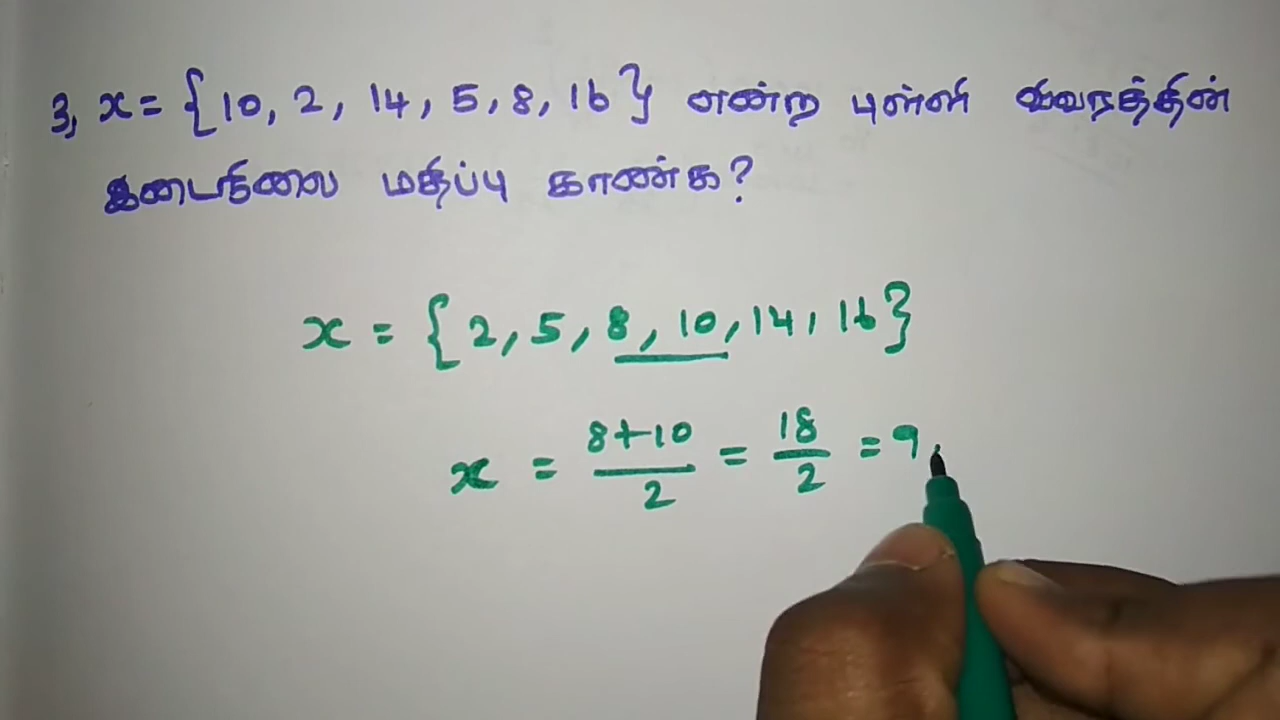 3, x = {10, 2, 14, 5, 8, 16} என்ற புள்ளி விவரத்தின்
இடைநிலை மதிப்பு காண்க?
x = {2, 5, 8, 10, 14, 16}
x = 8+10/2 = 18/2 = 9.